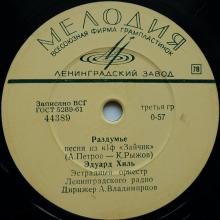 МЕЛОДИЯ
ВСЕСОЮЗНАЯ ФИРМА ГРАМПЛАСТИНОК
ЛЕНИНГРАДСКИЙ ЗАВОД
78
Записано ВСГ
ГОСТ 5289-61
44389
третья гр
0-57
Раздумье
песня из к/ф «Зайчик»
(А.Петров — К.Рыжов)
Эдуард Хиль
Эстрадный оркестр
Ленинградского радио
Дирижер А.Владимирцов